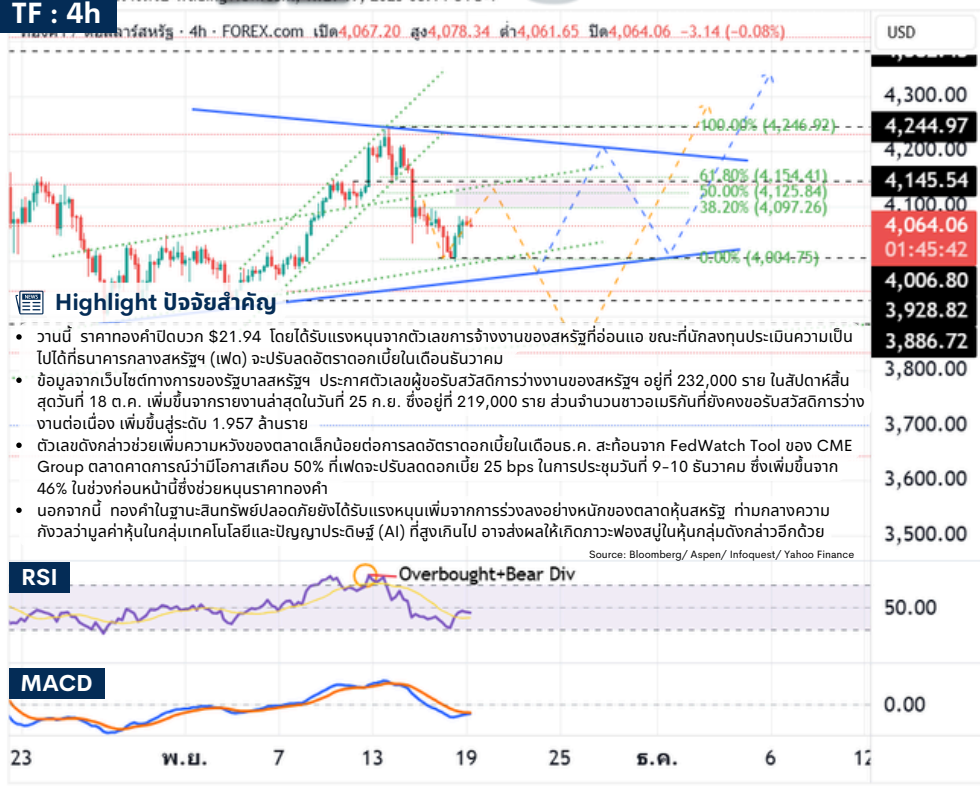 TF : 4h
4h · FOREX.com เปิด4,067.20 สูง4,078.34 ต่ำ4,061.65 ปิด4,064.06 −3.14 (−0.08%)
USD
4,300.00
100.00% (4,246.92)
4,244.97
4,200.00
61.80% (4,154.41)
4,145.54
50.00% (4,125.84)
4,100.00
38.20% (4,097.26)
4,064.06
01:45:42
0.00% (4,004.75)
4,006.80
3,928.82
3,886.72
3,800.00
3,700.00
3,600.00
3,500.00
NEWS
Highlight ปัจจัยสำคัญ
• วานนี้ ราคาทองคำปิดบวก $21.94 โดยได้รับแรงหนุนจากตัวเลขการจ้างงานของสหรัฐที่อ่อนแอ ขณะที่นักลงทุนประเมินความเป็น
ไปได้ที่ธนาคารกลางสหรัฐฯ (เฟด) จะปรับลดอัตราดอกเบี้ยในเดือนธันวาคม
• ข้อมูลจากเว็บไซต์ทางการของรัฐบาลสหรัฐฯ ประกาศตัวเลขผู้ขอรับสวัสดิการว่างงานของสหรัฐฯ อยู่ที่ 232,000 ราย ในสัปดาห์สิ้น
สุดวันที่ 18 ต.ค. เพิ่มขึ้นจากรายงานล่าสุดในวันที่ 25 ก.ย. ซึ่งอยู่ที่ 219,000 ราย ส่วนจำนวนชาวอเมริกันที่ยังคงขอรับสวัสดิการว่าง
งานต่อเนื่อง เพิ่มขึ้นสู่ระดับ 1.957 ล้านราย
• ตัวเลขดังกล่าวช่วยเพิ่มความหวังของตลาดเล็กน้อยต่อการลดอัตราดอกเบี้ยในเดือนธ.ค. สะท้อนจาก FedWatch Tool ของ CME
Group ตลาดคาดการณ์ว่ามีโอกาสเกือบ 50% ที่เฟดจะปรับลดดอกเบี้ย 25 bps ในการประชุมวันที่ 9–10 ธันวาคม ซึ่งเพิ่มขึ้นจาก
46% ในช่วงก่อนหน้านี้ซึ่งช่วยหนุนราคาทองคำ
• นอกจากนี้ ทองคำในฐานะสินทรัพย์ปลอดภัยยังได้รับแรงหนุนเพิ่มจากการร่วงลงอย่างหนักของตลาดหุ้นสหรัฐ ท่ามกลางความ
กังวลว่ามูลค่าหุ้นในกลุ่มเทคโนโลยีและปัญญาประดิษฐ์ (AI) ที่สูงเกินไป อาจส่งผลให้เกิดภาวะฟองสบู่ในหุ้นกลุ่มดังกล่าวอีกด้วย
Source: Bloomberg/ Aspen/ Infoquest/ Yahoo Finance
RSI
Overbought+Bear Div
50.00
MACD
0.00
23 พ.ย. 7 13 19 25 ธ.ค. 6 12